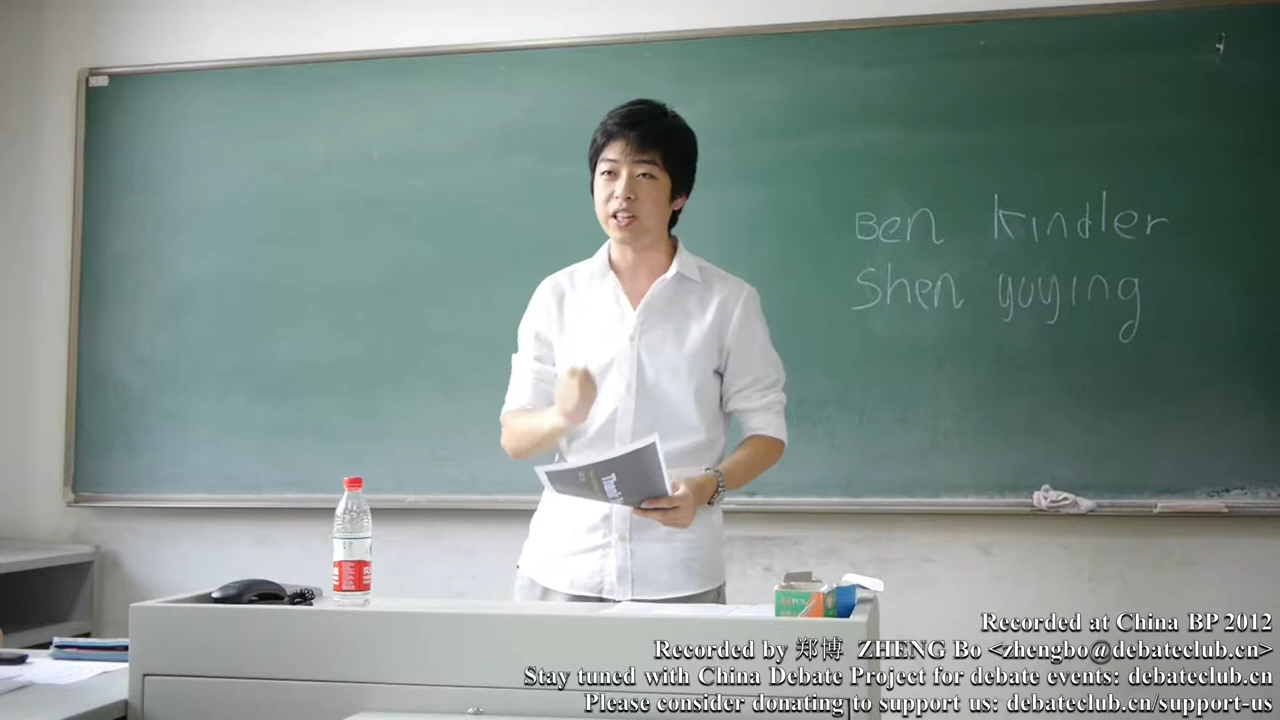 Ben Kindler
Shen yuying
Recorded at China BP 2012
Recorded by 郑博 ZHENG Bo <zhengbo@debateclub.cn>
Stay tuned with China Debate Project for debate events: debateclub.cn
Please consider donating to support us: debateclub.cn/support-us